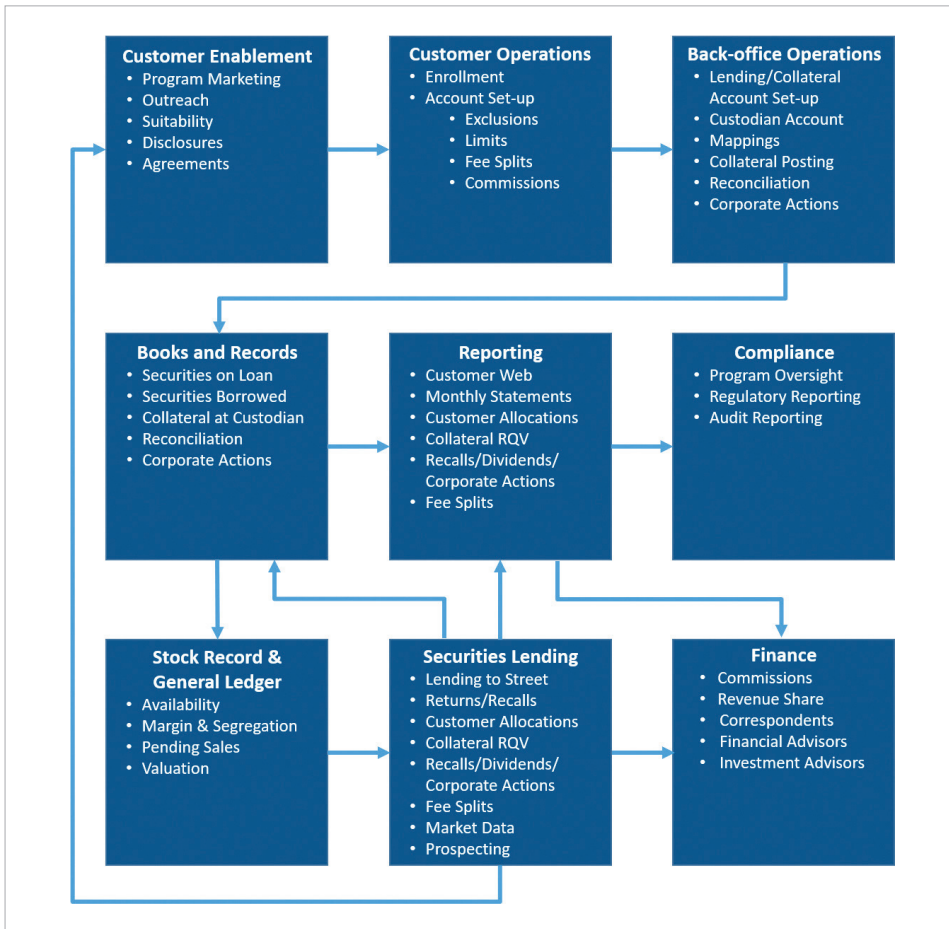 Customer Enablement
• Program Marketing
• Outreach
• Suitability
• Disclosures
• Agreements
Customer Operations
• Enrollment
• Account Set-up
• Exclusions
• Limits
• Fee Splits
• Commissions
Back-office Operations
• Lending/Collateral
Account Set-up
• Custodian Account
• Mappings
• Collateral Posting
• Reconciliation
• Corporate Actions
Books and Records
• Securities on Loan
• Securities Borrowed
• Collateral at Custodian
• Reconciliation
• Corporate Actions
Reporting
• Customer Web
• Monthly Statements
• Customer Allocations
• Collateral RQV
• Recalls/Dividends/
Corporate Actions
• Fee Splits
Compliance
• Program Oversight
• Regulatory Reporting
• Audit Reporting
Stock Record &
General Ledger
• Availability
• Margin & Segregation
• Pending Sales
• Valuation
Securities Lending
• Lending to Street
• Returns/Recalls
• Customer Allocations
• Collateral RQV
• Recalls/Dividends/
Corporate Actions
• Fee Splits
• Market Data
• Prospecting
Finance
• Commissions
• Revenue Share
• Correspondents
• Financial Advisors
• Investment Advisors